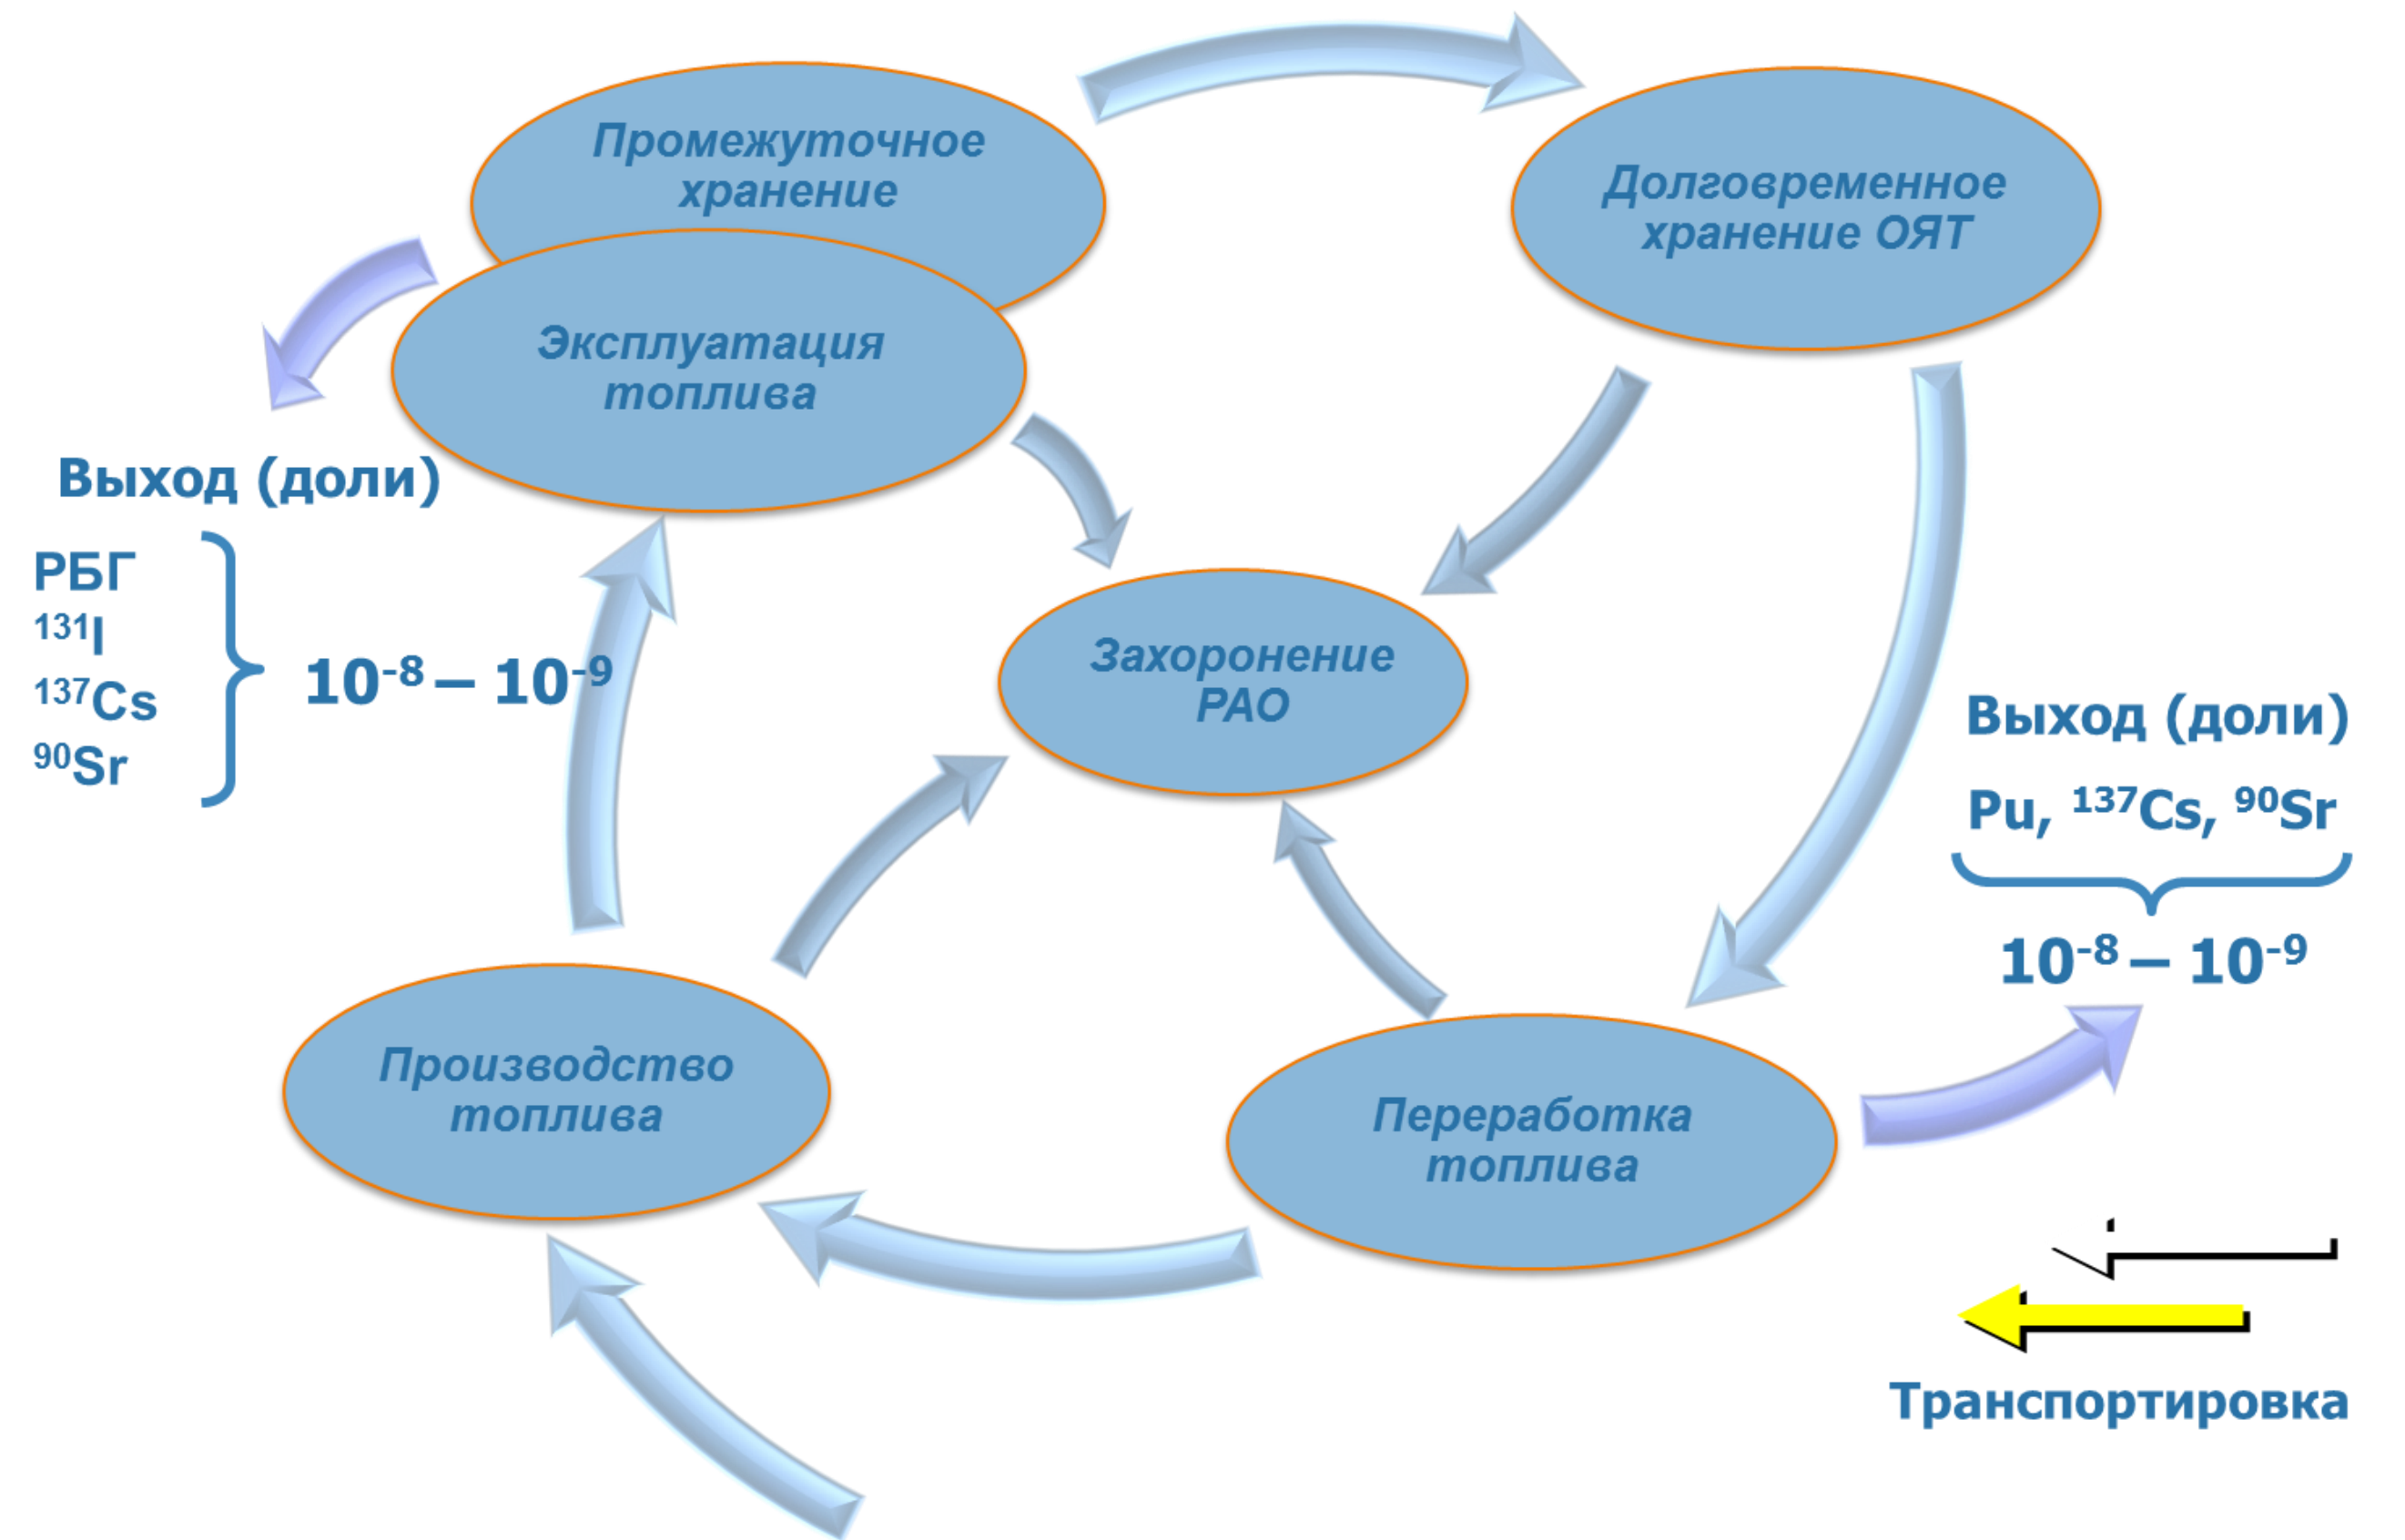 Промежуточное
хранение
Долговременное
хранение ОЯТ
Эксплуатация
топлива
Выход (доли)
РБГ
¹³¹I
¹³⁷Cs
⁹⁰Sr
10⁻⁸ – 10⁻⁹
Захоронение
РАО
Выход (доли)
Pu, ¹³⁷Cs, ⁹⁰Sr
10⁻⁸ – 10⁻⁹
Производство
топлива
Переработка
топлива
Транспортировка